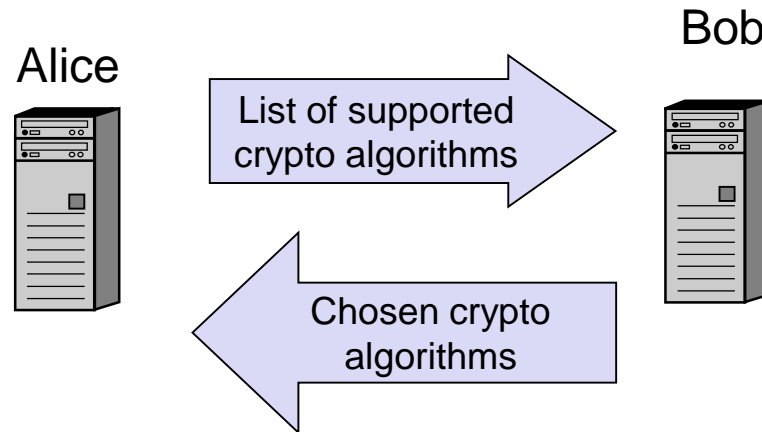 Alice
Bob
List of supported
crypto algorithms
Chosen crypto
algorithms